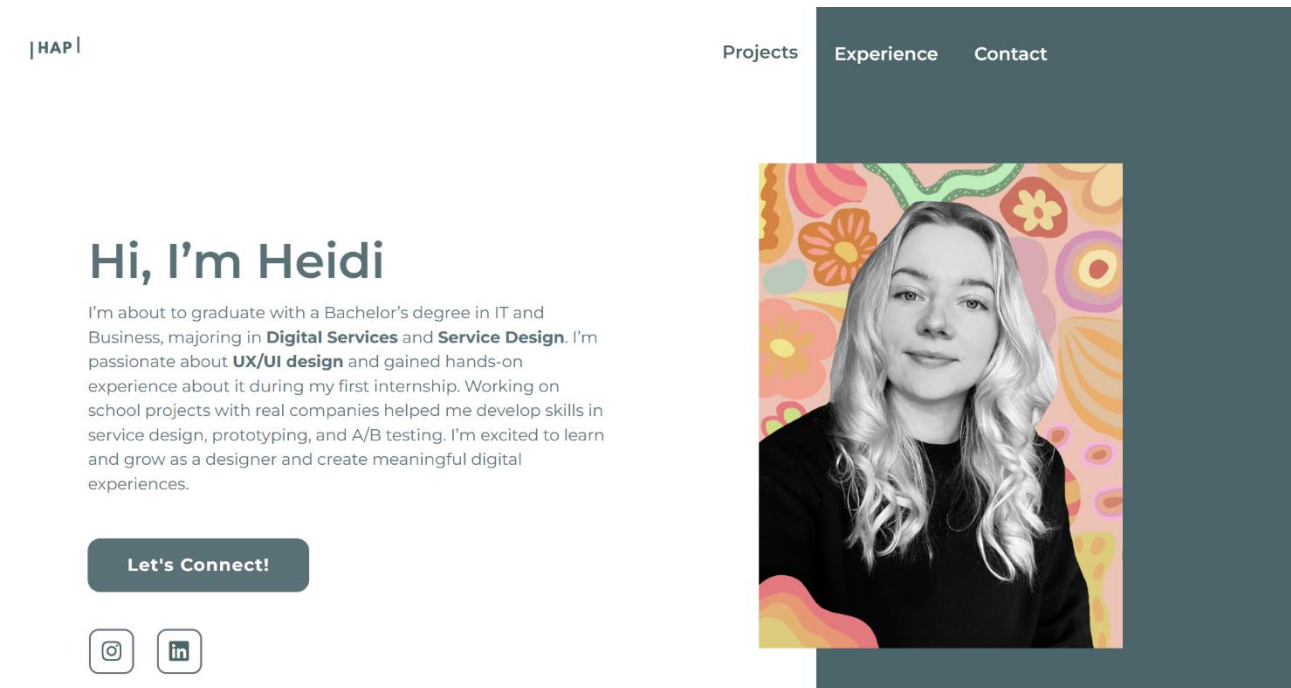 |HAP|
Projects Experience Contact
Hi, I’m Heidi
I’m about to graduate with a Bachelor’s degree in IT and
Business, majoring in Digital Services and Service Design. I’m
passionate about UX/UI design and gained hands-on
experience about it during my first internship. Working on
school projects with real companies helped me develop skills in
service design, prototyping, and A/B testing. I’m excited to learn
and grow as a designer and create meaningful digital
experiences.
Let's Connect!
in